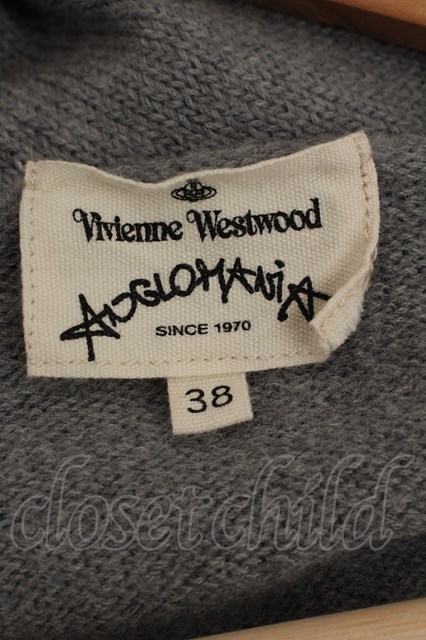 Vivienne Westwood
ANGLOMANIA
SINCE 1970
38
closet child